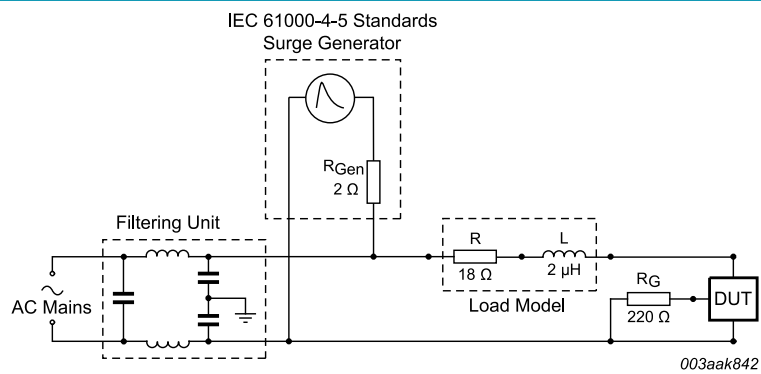 IEC 61000-4-5 Standards
Surge Generator
RGen
2 Ω
Filtering Unit
R
L
18 Ω
2 μH
AC Mains
Load Model
RG
220 Ω
DUT
003aak842